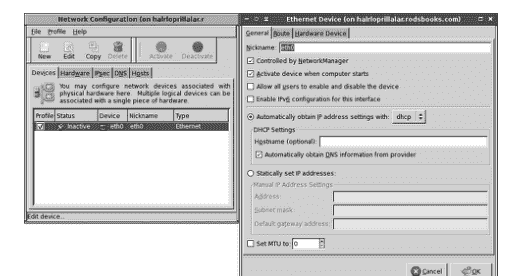 Network Configuration (on hairloprillalar.r
File Profile Help
New Edit Copy Delete Activate Deactivate
Devices Hardware IPsec DNS Hosts
You may configure network devices associated with
physical hardware here. Multiple logical devices can be
associated with a single piece of hardware.
Profile Status Device Nickname Type
Inactive eth0 eth0 Ethernet
Edit device...
Ethernet Device (on hairloprillalar.rodsbooks.com)
General Route Hardware Device
Nickname: eth0
Controlled by NetworkManager
Activate device when computer starts
Allow all users to enable and disable the device
Enable IPv6 configuration for this interface
Automatically obtain IP address settings with: dhcp
DHCP Settings
Hostname (optional):
Automatically obtain DNS information from provider
Statically set IP addresses:
Manual IP Address Settings
Address:
Subnet mask:
Default gateway address:
Set MTU to: 0
Cancel OK